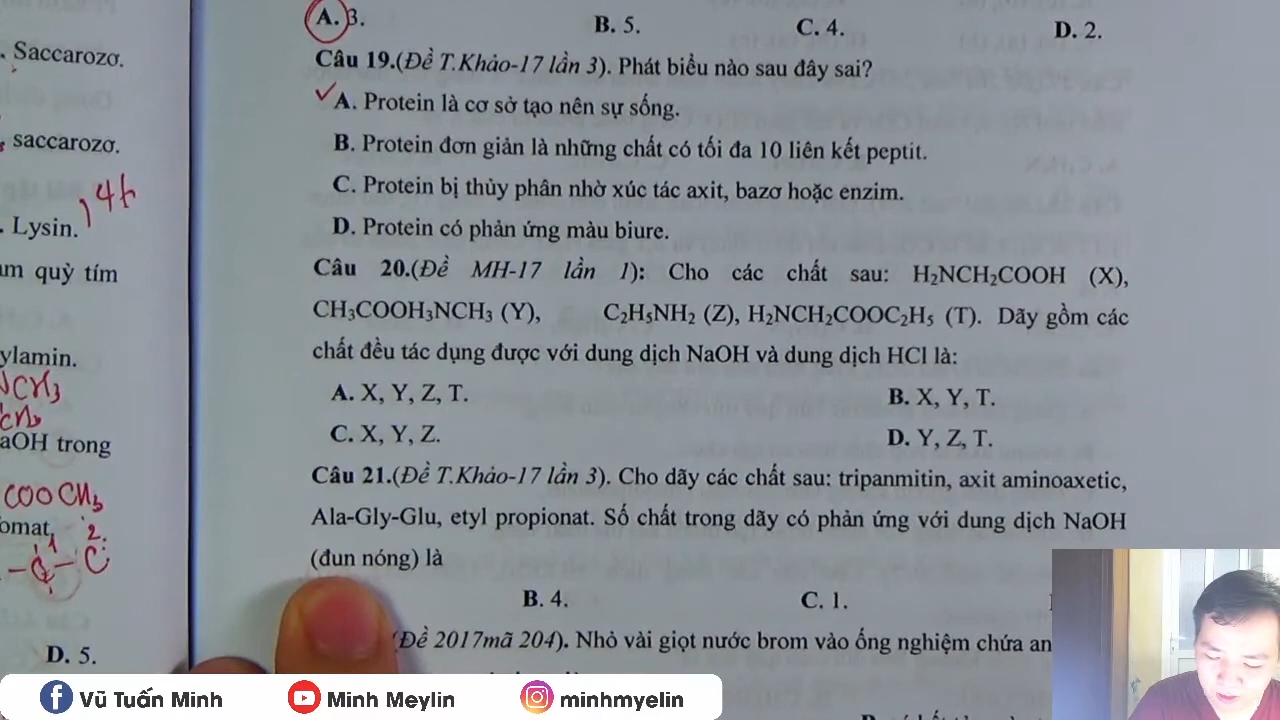 A. 3. B. 5. C. 4. D. 2.
. Saccarozơ.
Câu 19.(Đề T.Khảo-17 lần 3). Phát biểu nào sau đây sai?
A. Protein là cơ sở tạo nên sự sống.
saccarozơ.
B. Protein đơn giản là những chất có tối đa 10 liên kết peptit.
C. Protein bị thủy phân nhờ xúc tác axit, bazơ hoặc enzim.
. Lysin.
D. Protein có phản ứng màu biure.
quỳ tím
Câu 20.(Đề MH-17 lần 1): Cho các chất sau: H₂NCH₂COOH (X),
CH₃COOH₃NCH₃ (Y), C₂H₅NH₂ (Z), H₂NCH₂COOC₂H₅ (T). Dãy gồm các
chất đều tác dụng được với dung dịch NaOH và dung dịch HCl là:
ylamin.
A. X, Y, Z, T. B. X, Y, T.
CH₃
C. X, Y, Z. D. Y, Z, T.
aOH trong
Câu 21.(Đề T.Khảo-17 lần 3). Cho dãy các chất sau: tripanmitin, axit aminoaxetic,
COOCH₃
Ala-Gly-Glu, etyl propionat. Số chất trong dãy có phản ứng với dung dịch NaOH
omat,
(đun nóng) là
B. 4. C. 1.
(Đề 2017mã 204). Nhỏ vài giọt nước brom vào ống nghiệm chứa an
D. 5.
Vũ Tuấn Minh Minh Meylin minhmyelin